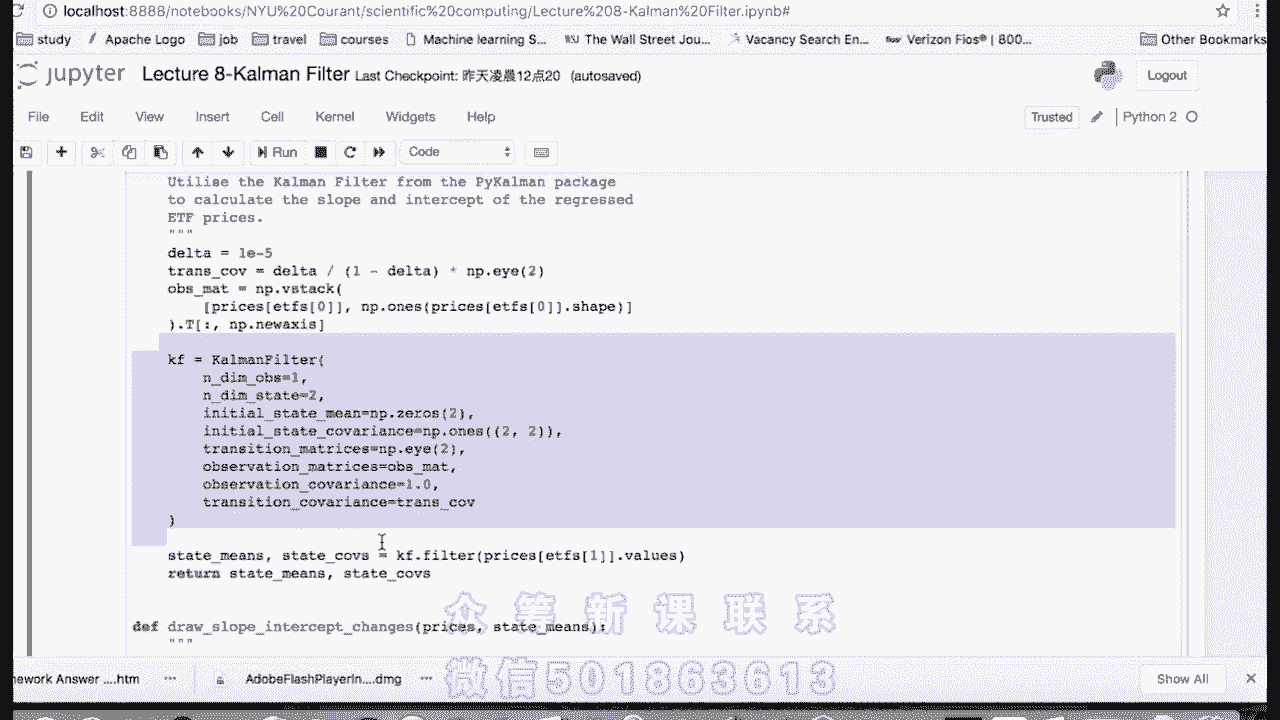 localhost:8888/notebooks/NYU%20Courant/scientific%20computing/Lecture%208-Kalman%20Filter.ipynb#
study Apache Logo job travel courses Machine learning S... The Wall Street Jou... Vacancy Search En... Verizon Fios® | 800... Other Bookmarks
jupyter Lecture 8-Kalman Filter Last Checkpoint: 昨天凌晨12点20 (autosaved) Logout
File Edit View Insert Cell Kernel Widgets Help Trusted Python 2
Run Code
Utilise the Kalman Filter from the PyKalman package
to calculate the slope and intercept of the regressed
ETF prices.
"""
delta = 1e-5
trans_cov = delta / (1 - delta) * np.eye(2)
obs_mat = np.vstack(
[prices[etfs[0]], np.ones(prices[etfs[0]].shape)]
).T[:, np.newaxis]
kf = KalmanFilter(
n_dim_obs=1,
n_dim_state=2,
initial_state_mean=np.zeros(2),
initial_state_covariance=np.ones((2, 2)),
transition_matrices=np.eye(2),
observation_matrices=obs_mat,
observation_covariance=1.0,
transition_covariance=trans_cov
)
state_means, state_covs = kf.filter(prices[etfs[1]].values)
return state_means, state_covs
众筹新课联系
def draw_slope_intercept_changes(prices, state_means):
"""
微信501863613
nework Answer ....htm AdobeFlashPlayerIn....dmg Show All